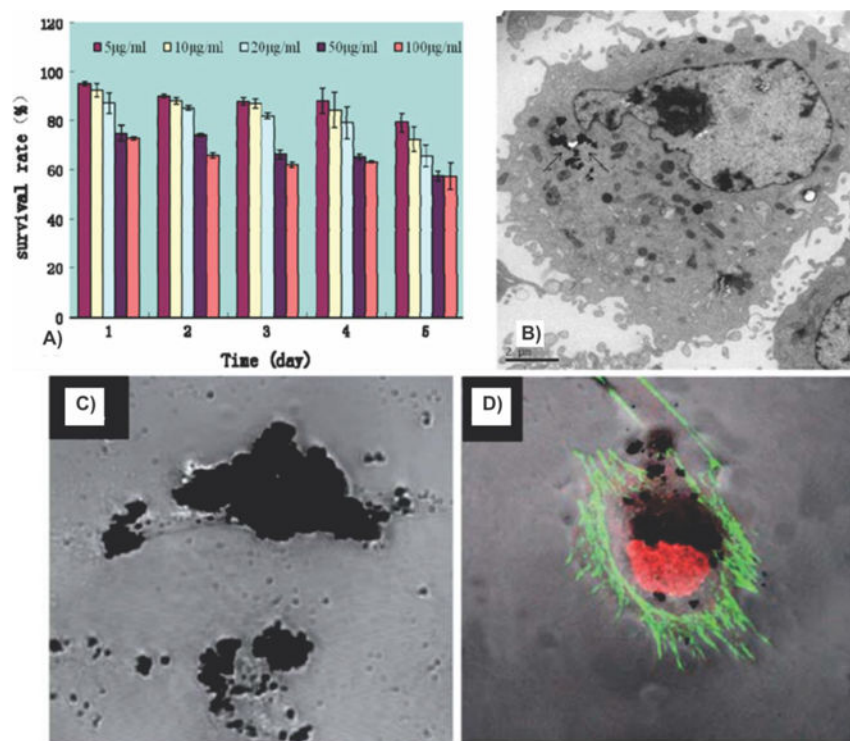 120
5μg/ml 10μg/ml 20μg/ml 50μg/ml 100μg/ml
100
80
60
40
20
0
survival rate (%)
1 2 3 4 5
Time (day)
A)
B)
2 μm
C)
D)